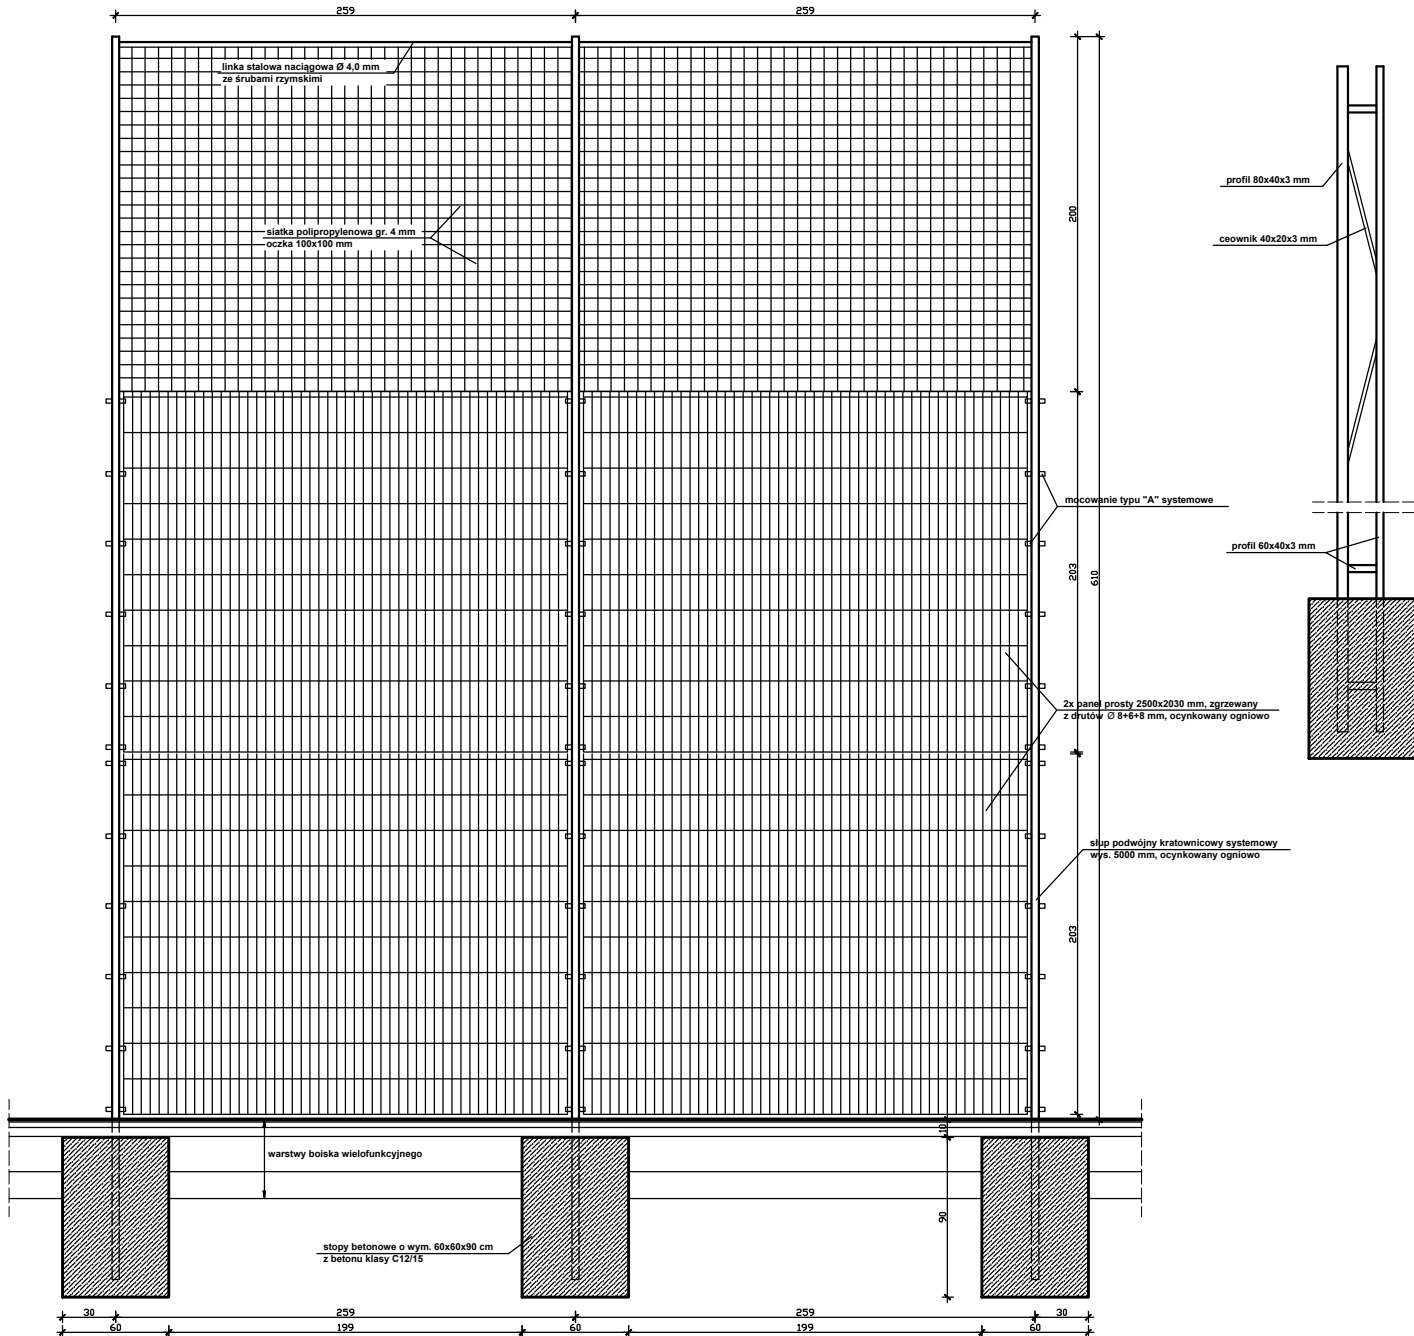 259
259
linka stalowa naciągowa Ø 4,0 mm
ze śrubami rzymskimi
siatka polipropylenowa gr. 4 mm
oczka 100x100 mm
200
203
610
203
profil 80x40x3 mm
ceownik 40x20x3 mm
mocowanie typu "A" systemowe
profil 60x40x3 mm
2x panel prosty 2500x2030 mm, zgrzewany
z drutów Ø 8+6+8 mm, ocynkowany ogniowo
słup podwójny kratownicowy systemowy
wys. 5000 mm, ocynkowany ogniowo
10
warstwy boiska wielofunkcyjnego
90
stopy betonowe o wym. 60x60x90 cm
z betonu klasy C12/15
30
259
259
30
60
199
60
199
60